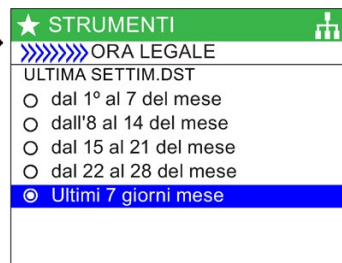 STRUMENTI
ORA LEGALE
ULTIMA SETTIM.DST
dal 1º al 7 del mese
dall'8 al 14 del mese
dal 15 al 21 del mese
dal 22 al 28 del mese
Ultimi 7 giorni mese